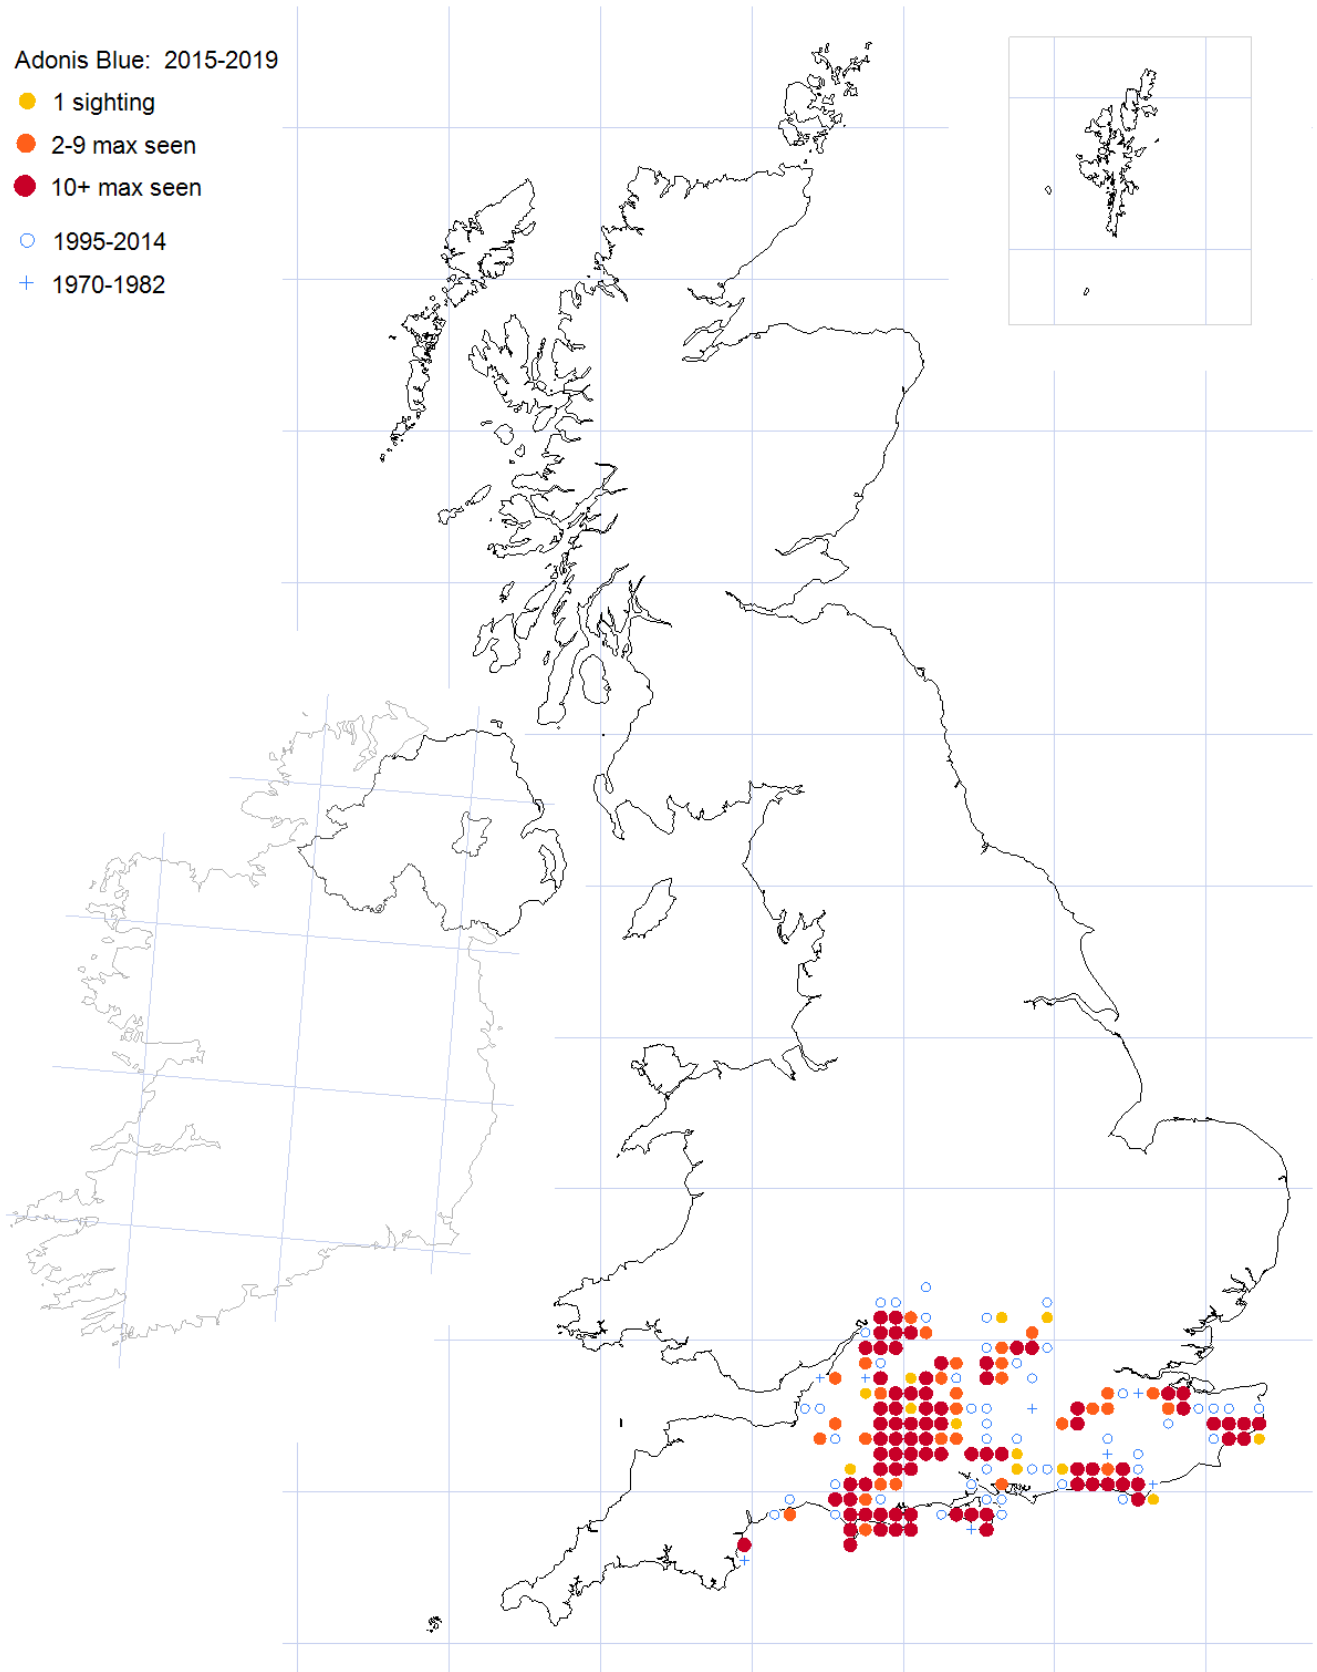 Adonis Blue: 2015-2019
1 sighting
2-9 max seen
10+ max seen
1995-2014
1970-1982